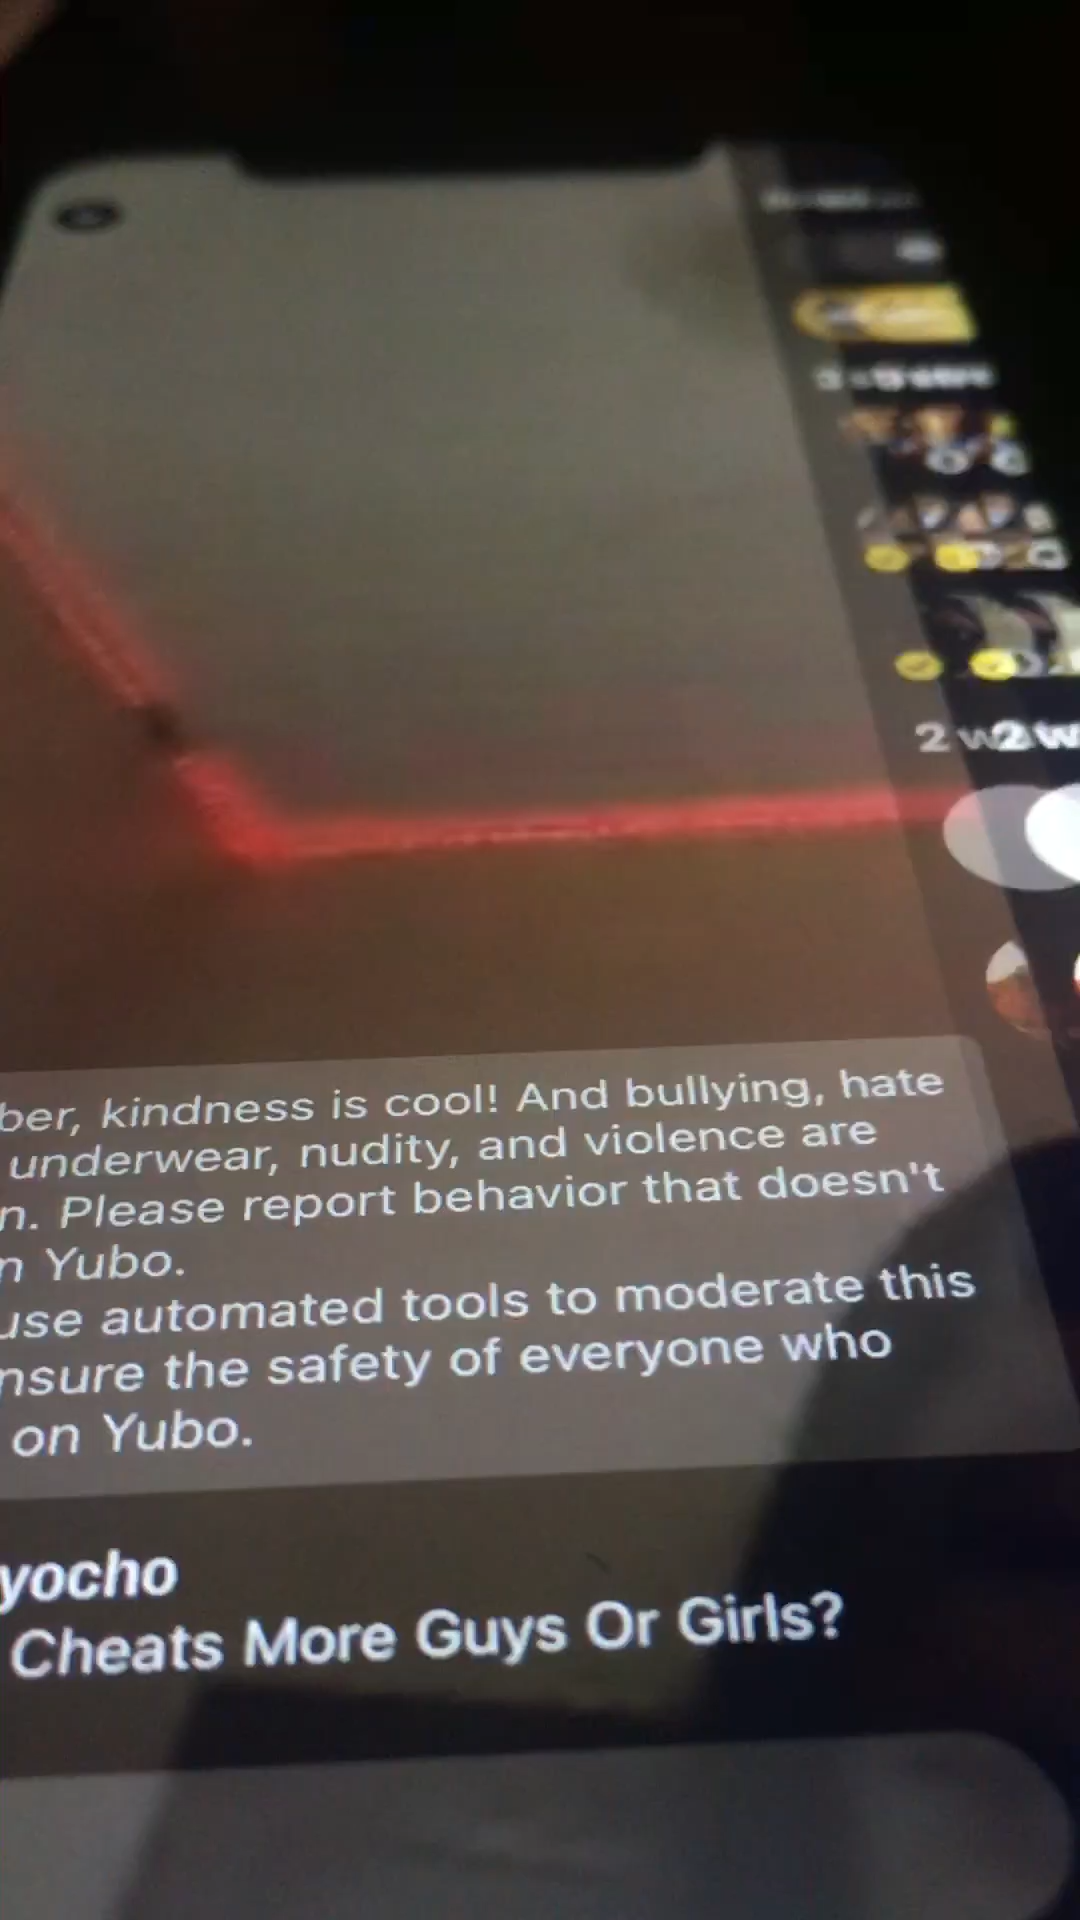 2 w 2 w
ber, kindness is cool! And bullying, hate
underwear, nudity, and violence are
n. Please report behavior that doesn't
n Yubo.
use automated tools to moderate this
nsure the safety of everyone who
on Yubo.
yocho
Cheats More Guys Or Girls?